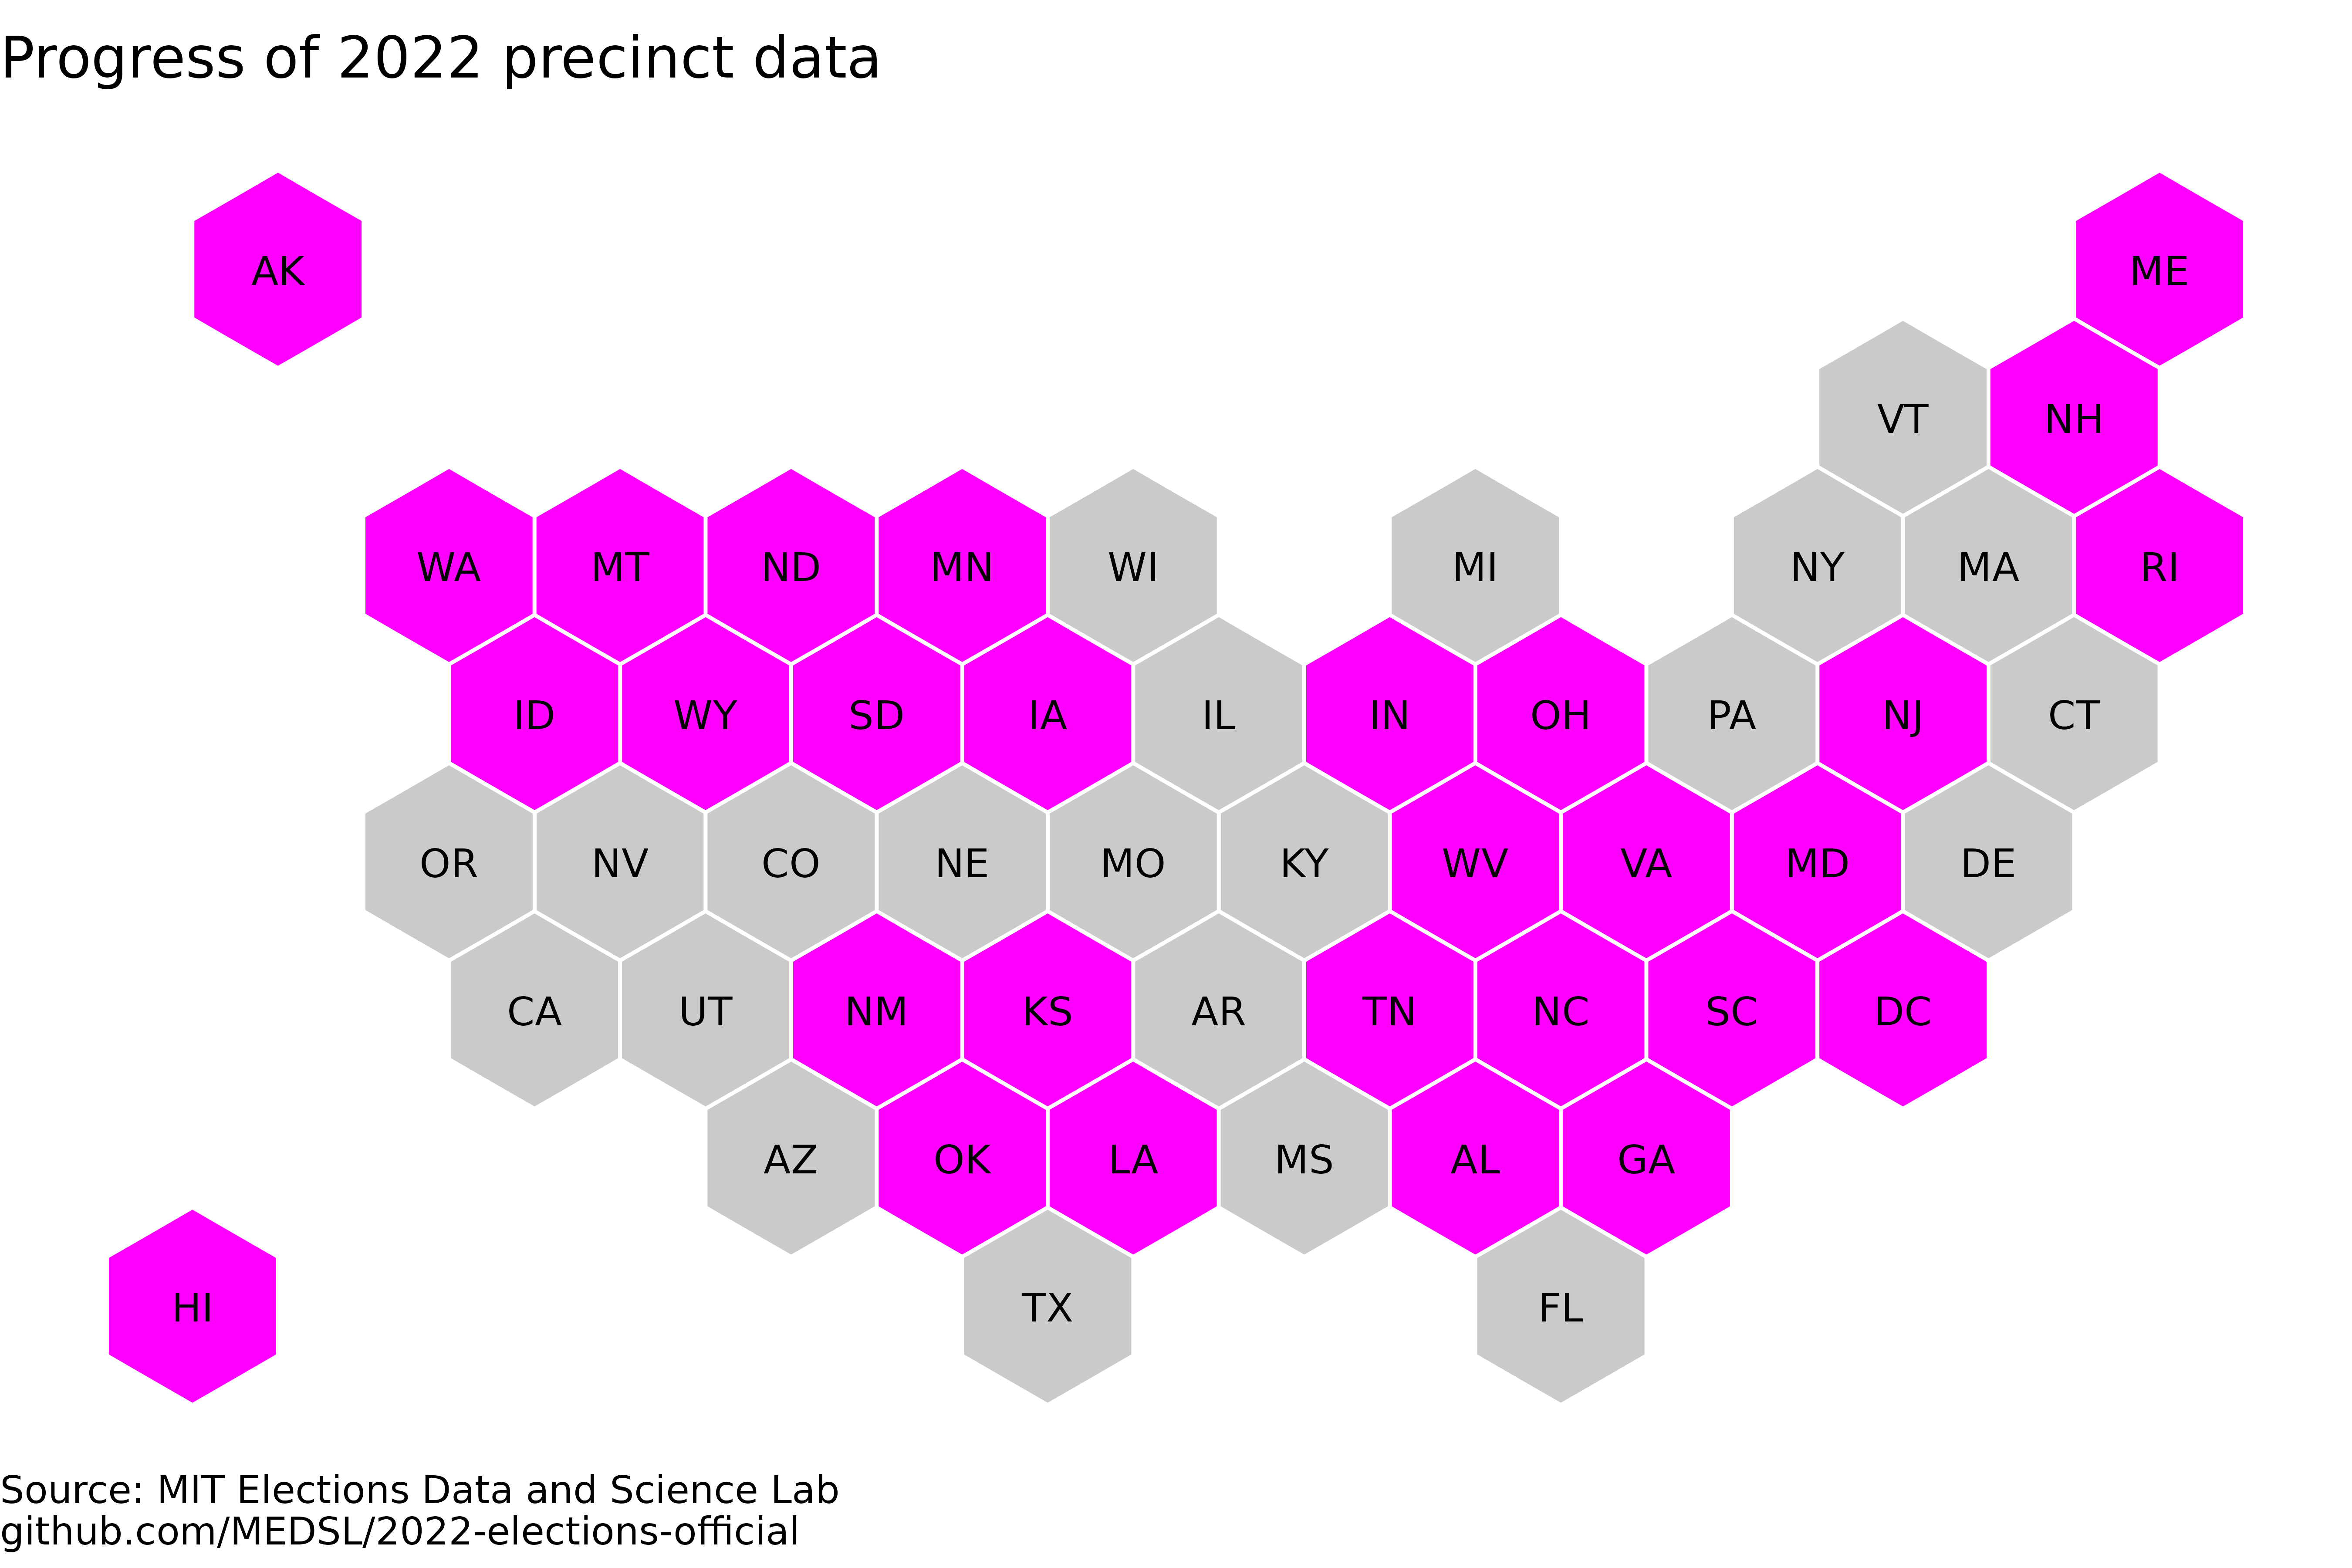 Progress of 2022 precinct data
AK
ME
VT
NH
WA
MT
ND
MN
WI
MI
NY
MA
RI
ID
WY
SD
IA
IL
IN
OH
PA
NJ
CT
OR
NV
CO
NE
MO
KY
WV
VA
MD
DE
CA
UT
NM
KS
AR
TN
NC
SC
DC
AZ
OK
LA
MS
AL
GA
HI
TX
FL
Source: MIT Elections Data and Science Lab
github.com/MEDSL/2022-elections-official